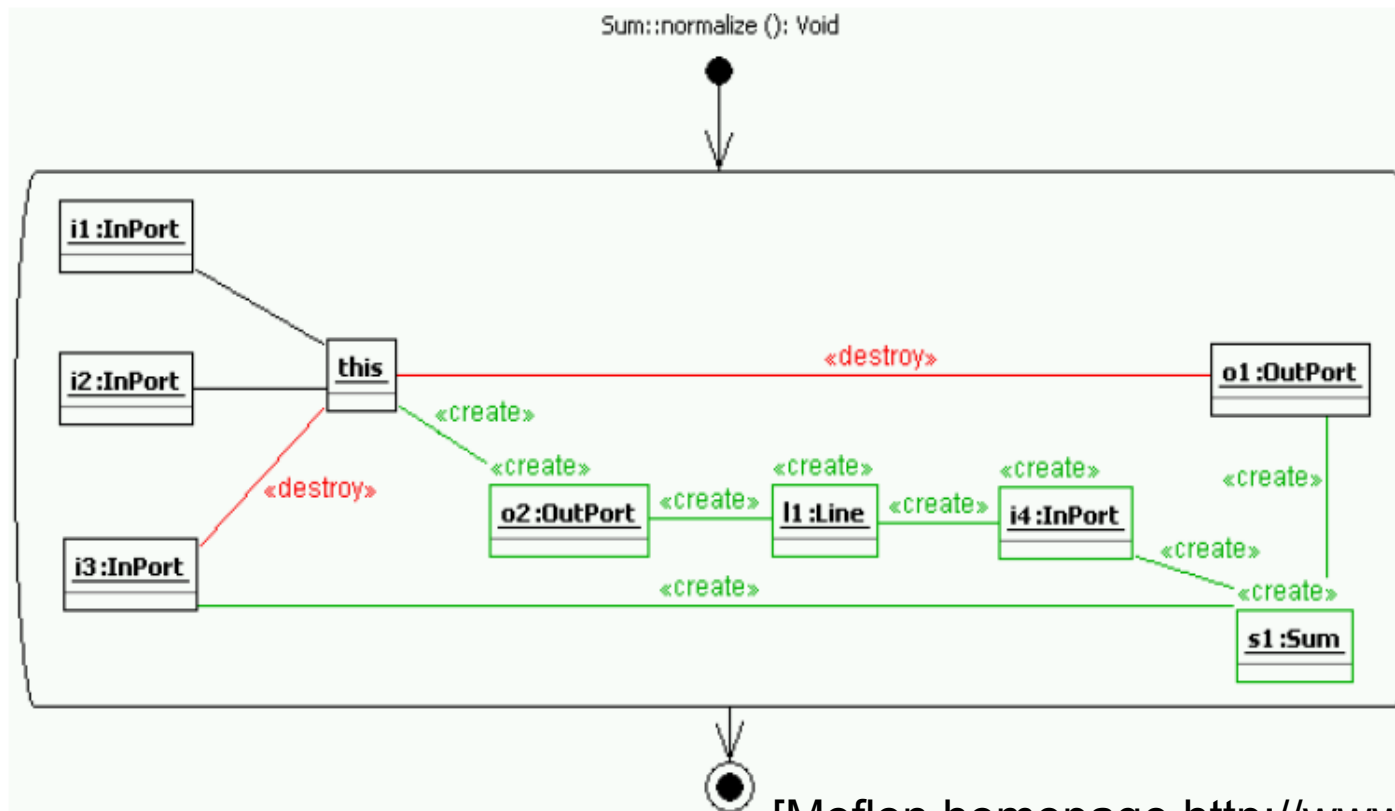 Sum::normalize (): Void
i1:InPort
i2:InPort
this
«destroy»
o1:OutPort
«create»
«destroy»
«create»
o2:OutPort
«create»
«create»
l1:Line
«create»
«create»
i4:InPort
«create»
«create»
i3:InPort
«create»
«create»
s1:Sum